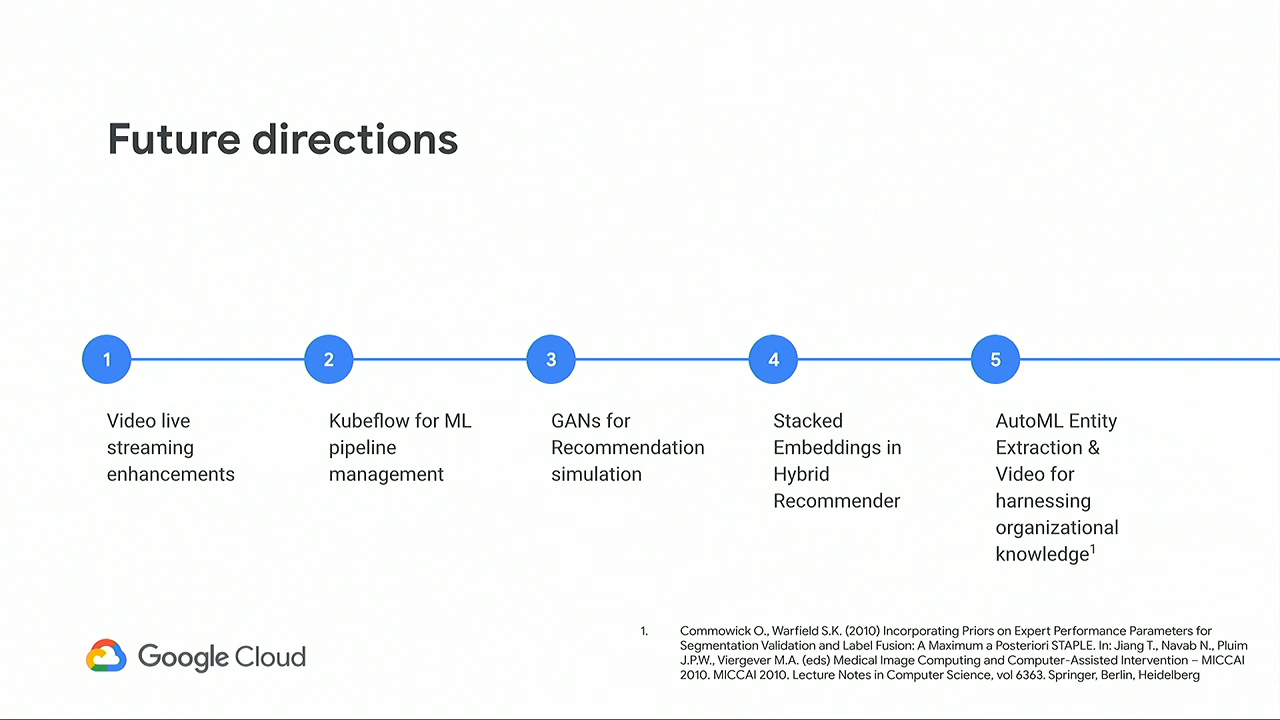 Future directions
1
2
3
4
5
Video live
streaming
enhancements
Kubeflow for ML
pipeline
management
GANs for
Recommendation
simulation
Stacked
Embeddings in
Hybrid
Recommender
AutoML Entity
Extraction &
Video for
harnessing
organizational
knowledge¹
Google Cloud
1. Commowick O., Warfield S.K. (2010) Incorporating Priors on Expert Performance Parameters for
Segmentation Validation and Label Fusion: A Maximum a Posteriori STAPLE. In: Jiang T., Navab N., Pluim
J.P.W., Viergever M.A. (eds) Medical Image Computing and Computer-Assisted Intervention – MICCAI
2010. MICCAI 2010. Lecture Notes in Computer Science, vol 6363. Springer, Berlin, Heidelberg